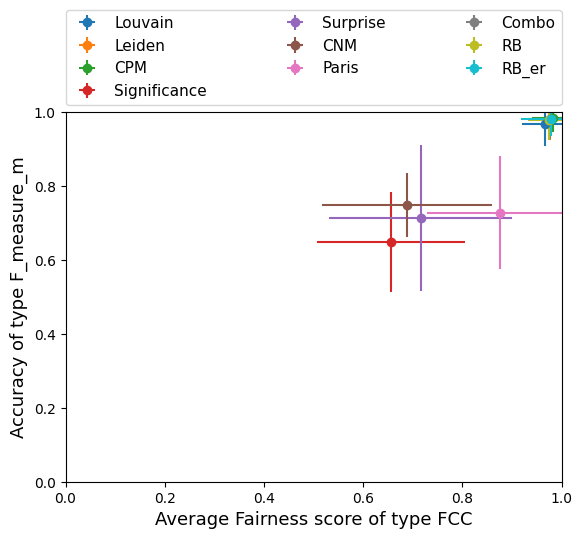 Louvain Surprise Combo
Leiden CNM RB
CPM Paris RB_er
Significance
1.0
0.8
0.6
0.4
0.2
0.0
Accuracy of type F_measure_m
0.0 0.2 0.4 0.6 0.8 1.0
Average Fairness score of type FCC